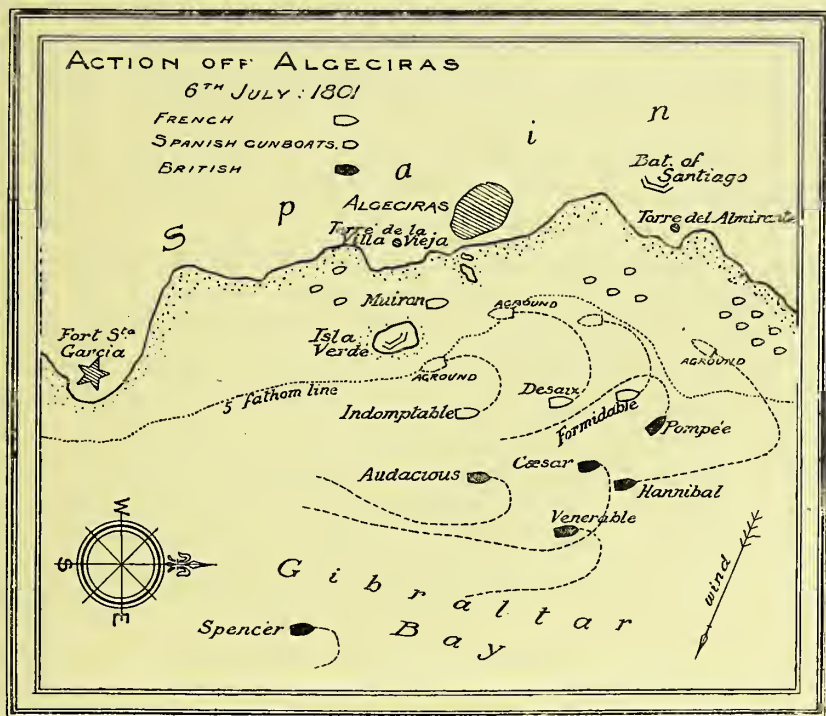 ACTION OFF ALGECIRAS
6TH JULY: 1801
FRENCH
SPANISH GUNBOATS.
BRITISH
Spain
Bat. of
Santiago
ALGECIRAS
Torre del Almirante
Torre de la
Villa Vieja
Muiron
AGROUND
Isla
Verde
Fort Sta
Garcia
AGROUND
AGROUND
5 fathom line
Indomptable
Desaix
Formidable
Pompée
Audacious
Cæsar
Hannibal
Venerable
W
S
E
Gibraltar
Bay
wind
Spencer